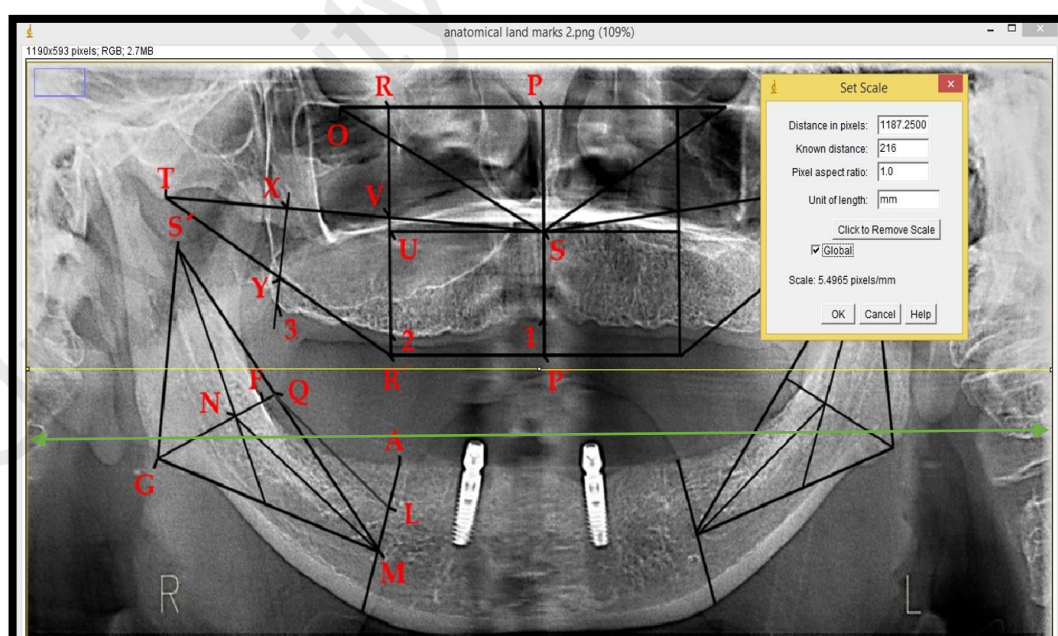 anatomical land marks 2.png (109%)
1190x593 pixels; RGB; 2.7MB
R
P
O
T
X
V
S´
U
S
Y
3
2
1
R´
P
F
Q
N
A
G
L
M
R
L
Set Scale
Distance in pixels: 1187.2500
Known distance: 216
Pixel aspect ratio: 1.0
Unit of length: mm
Click to Remove Scale
Global
Scale: 5.4965 pixels/mm
OK Cancel Help